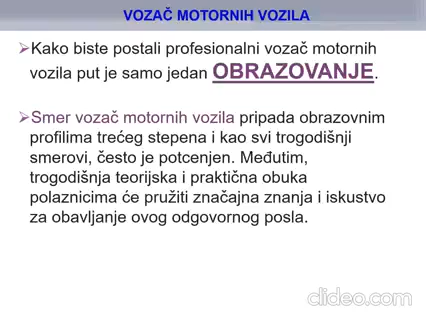 VOZAČ MOTORNIH VOZILA
➢Kako biste postali profesionalni vozač motornih
vozila put je samo jedan OBRAZOVANJE.
➢Smer vozač motornih vozila pripada obrazovnim
profilima trećeg stepena i kao svi trogodišnji
smerovi, često je potcenjen. Međutim,
trogodišnja teorijska i praktična obuka
polaznicima će pružiti značajna znanja i iskustvo
za obavljanje ovog odgovornog posla.
clideo.com